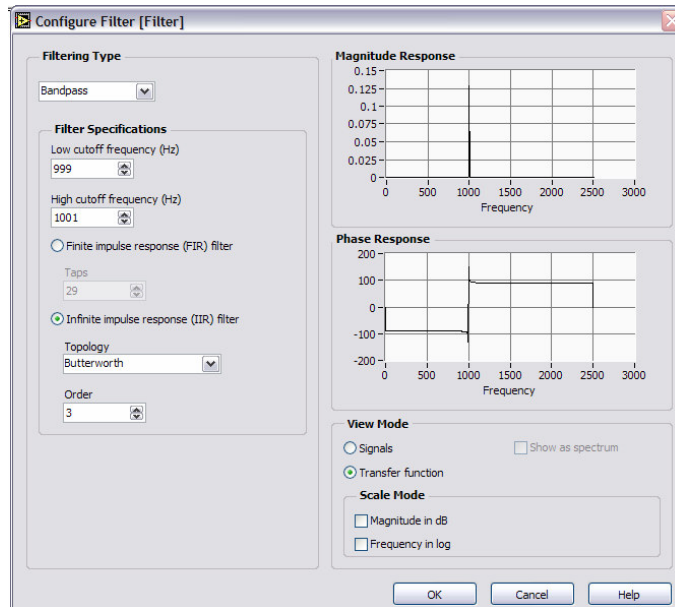 Configure Filter [Filter]
Filtering Type
Bandpass
Filter Specifications
Low cutoff frequency (Hz)
999
High cutoff frequency (Hz)
1001
Finite impulse response (FIR) filter
Taps
29
Infinite impulse response (IIR) filter
Topology
Butterworth
Order
3
Magnitude Response
0.15
0.125
0.1
0.075
0.05
0.025
0
0 500 1000 1500 2000 2500 3000
Frequency
Phase Response
200
100
0
-100
-200
0 500 1000 1500 2000 2500 3000
Frequency
View Mode
Signals
Show as spectrum
Transfer function
Scale Mode
Magnitude in dB
Frequency in log
OK Cancel Help